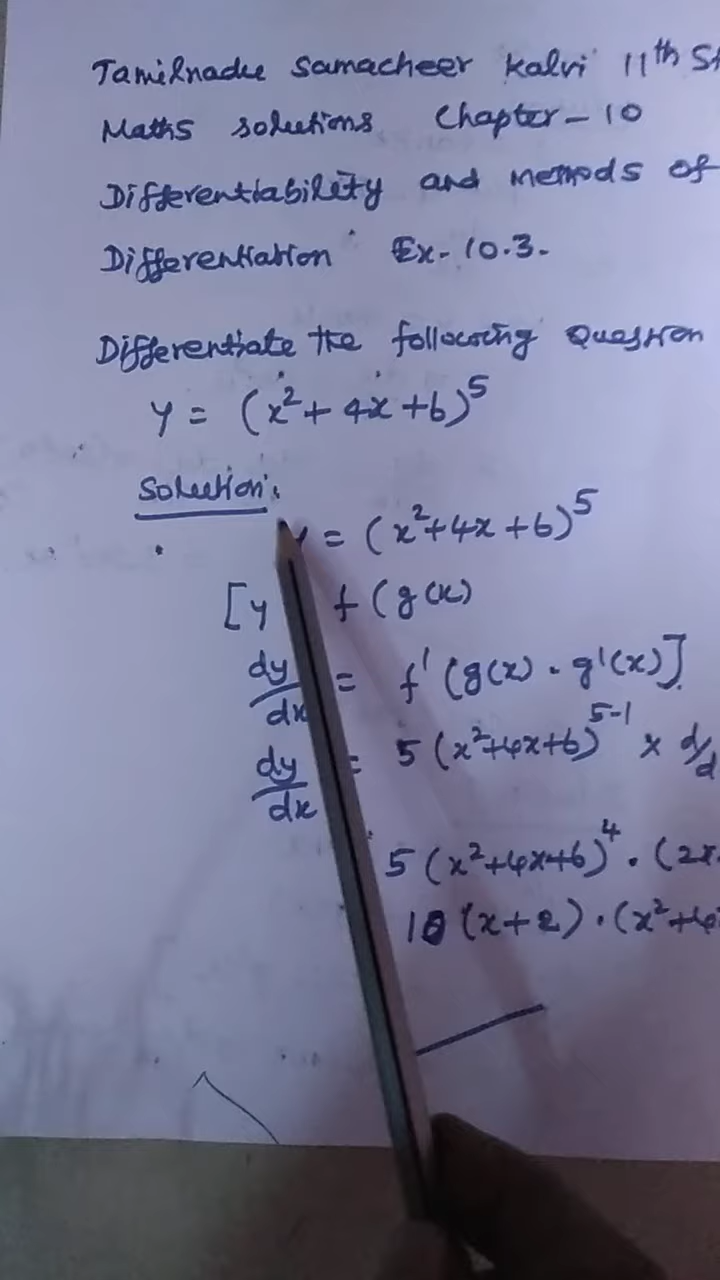 Tamilnadu Samacheer Kalvi 11th St
Maths solutions Chapter - 10
Differentiability and methods of
Differentiation Ex - 10.3.
Differentiate the following Question
y = (x² + 4x + 6)⁵
Solution:
y = (x² + 4x + 6)⁵
[y f (g(x)
dy/dx = f' (g(x) . g'(x)].
dy/dx = 5 (x² + 4x + 6)⁵⁻¹ × d/d
5 (x² + 4x + 6)⁴ . (2x
10 (x + 2) . (x² + 4